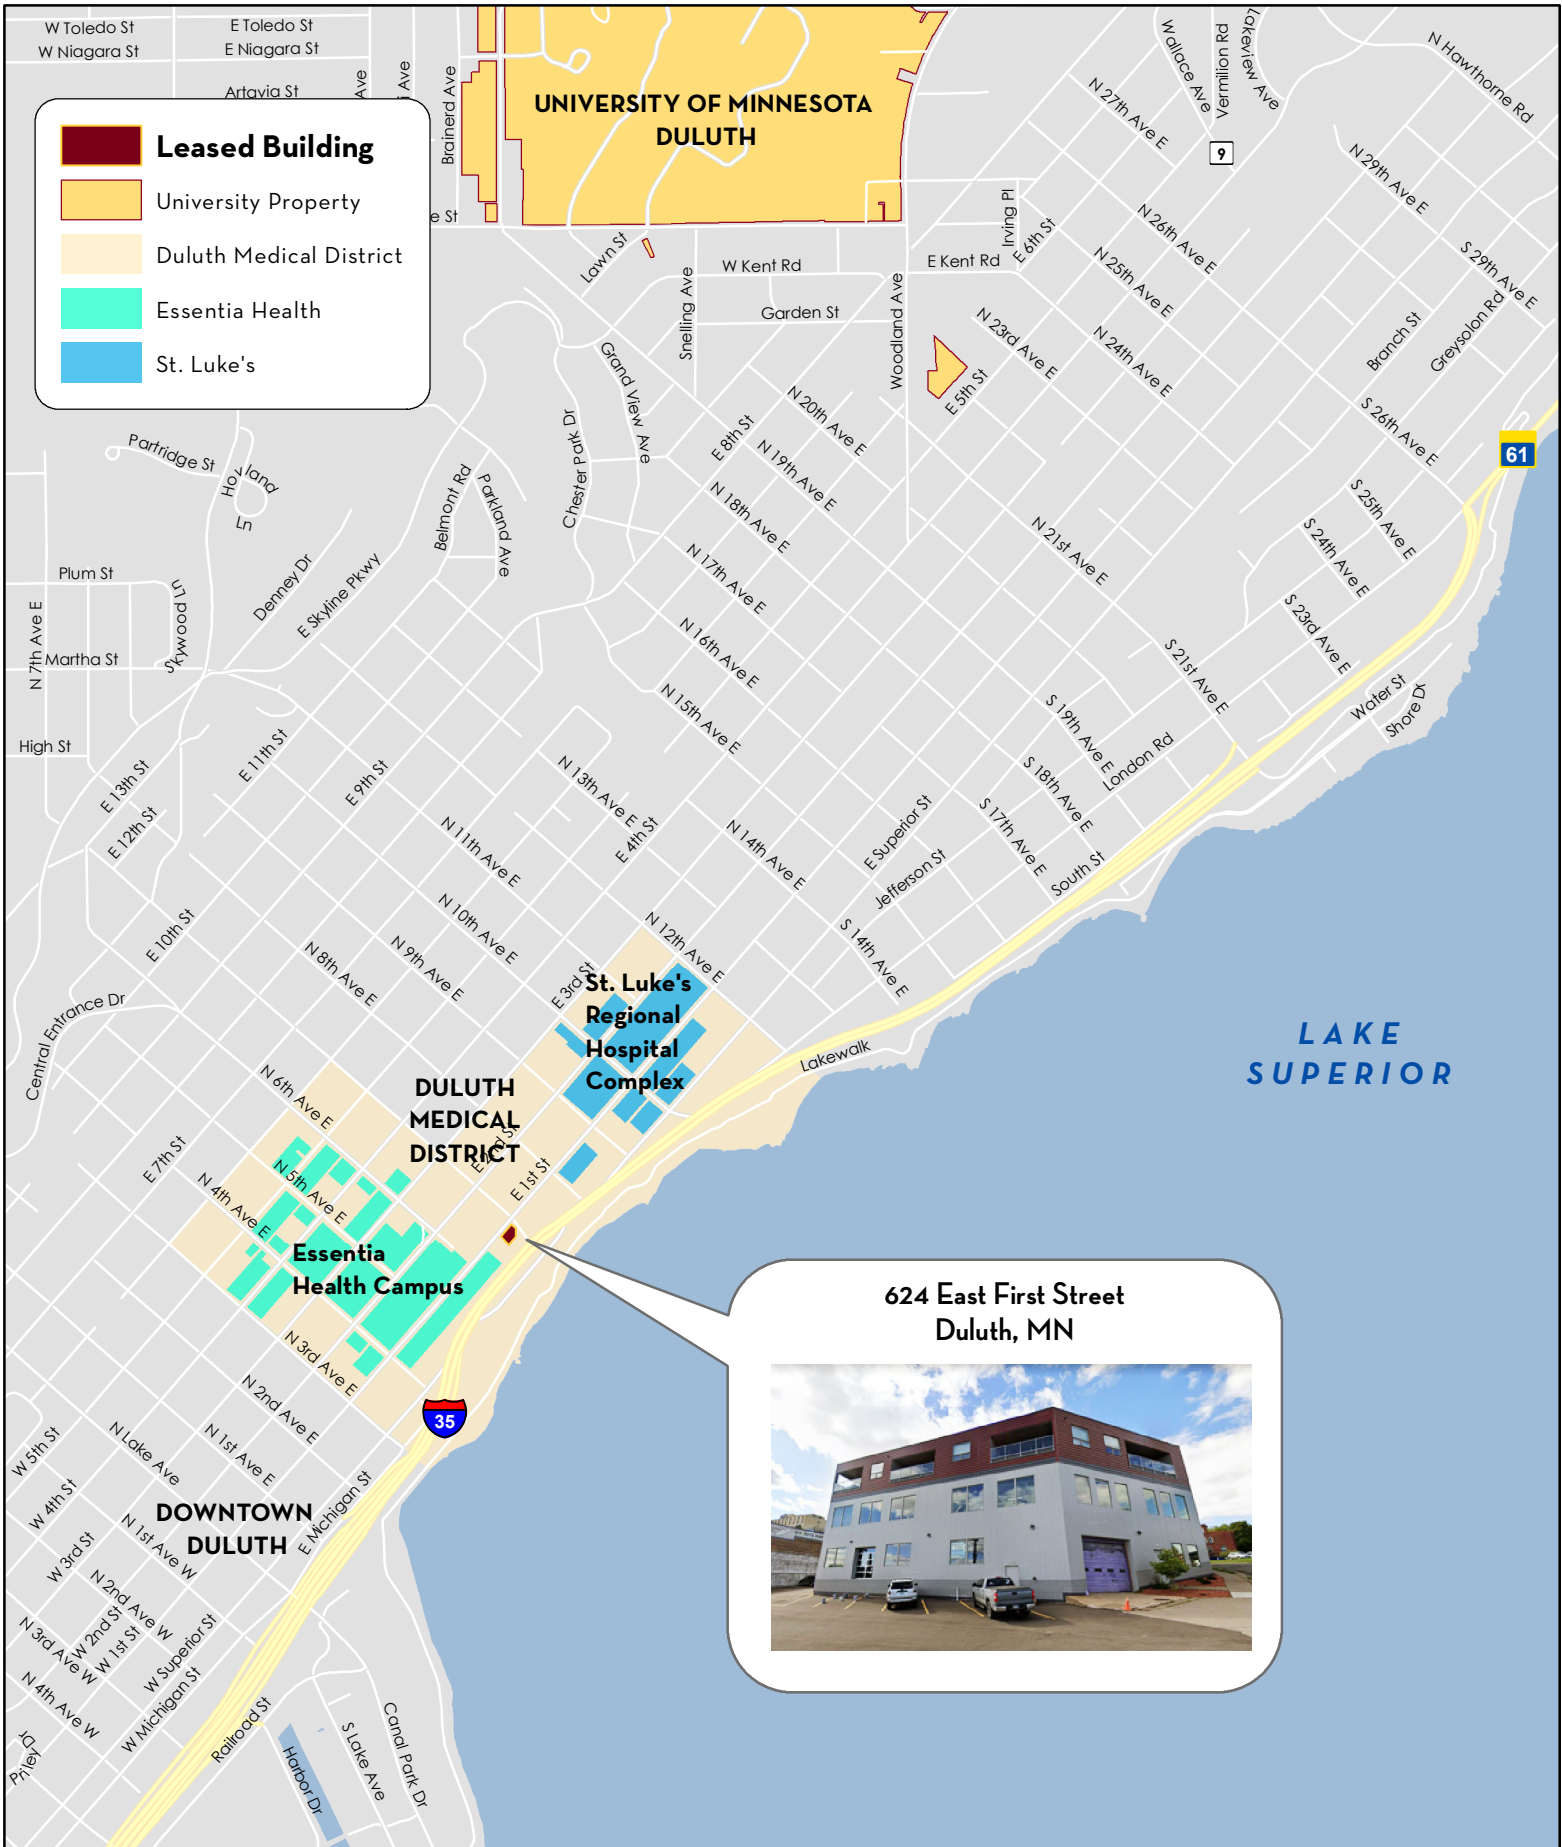 W Toledo St
E Toledo St
W Niagara St
E Niagara St
Artavia St
Ave
Ave
Brainerd Ave
e St
Leased Building
University Property
Duluth Medical District
Essentia Health
St. Luke's
UNIVERSITY OF MINNESOTA
DULUTH
Wallace Ave
Vermilion Rd
Lakeview Ave
N Hawthorne Rd
N 27th Ave E
9
N 29th Ave E
Irving Pl
E 6th St
N 26th Ave E
S 29th Ave E
N 25th Ave E
Lawn St
W Kent Rd
E Kent Rd
Snelling Ave
Garden St
Woodland Ave
N 23rd Ave E
N 24th Ave E
Branch St
Greysolon Rd
E 5th St
Grand View Ave
N 20th Ave E
E 8th St
N 19th Ave E
N 18th Ave E
S 26th Ave E
61
Partridge St
Hovland
Ln
Belmont Rd
Parkland Ave
Chester Park Dr
S 25th Ave E
S 24th Ave E
N 21st Ave E
N 17th Ave E
Plum St
Skywood Ln
Denney Dr
E Skyline Pkwy
N 7th Ave E
Martha St
S 23rd Ave E
N 16th Ave E
S 21st Ave E
N 15th Ave E
Water St
Shore Dr
High St
E 13th St
E 11th St
E 9th St
E 12th St
N 13th Ave E
S 19th Ave E
London Rd
S 18th Ave E
S 17th Ave E
E 4th St
N 11th Ave E
N 14th Ave E
E Superior St
Jefferson St
South St
E 10th St
N 10th Ave E
N 9th Ave E
N 8th Ave E
N 12th Ave E
S 14th Ave E
E 3rd St
St. Luke's
Regional
Hospital
Complex
Central Entrance Dr
Lakewalk
LAKE
SUPERIOR
N 6th Ave E
DULUTH
MEDICAL
DISTRICT
E 2nd St
E 1st St
E 7th St
N 5th Ave E
N 4th Ave E
Essentia
Health Campus
N 3rd Ave E
624 East First Street
Duluth, MN
N 2nd Ave E
35
W 5th St
N Lake Ave
N 1st Ave E
W 4th St
DOWNTOWN
DULUTH
E Michigan St
W 3rd St
N 1st Ave W
N 2nd Ave W
W 2nd St
W 1st St
N 3rd Ave W
W Superior St
W Michigan St
N 4th Ave W
Railroad St
Priley Dr
Harbor Dr
S Lake Ave
Canal Park Dr